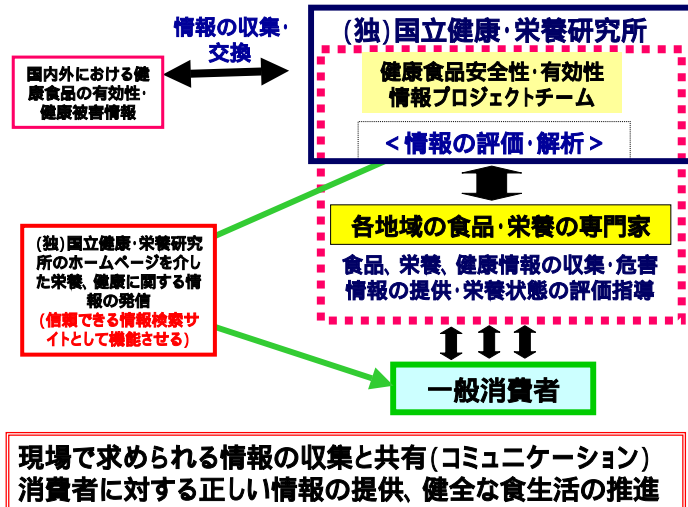 情報の収集・
交換
(独)国立健康・栄養研究所
国内外における健
康食品の有効性・
健康被害情報
健康食品安全性・有効性
情報プロジェクトチーム
＜情報の評価・解析＞
各地域の食品・栄養の専門家
食品、栄養、健康情報の収集・危害
情報の提供・栄養状態の評価指導
(独)国立健康・栄養研究
所のホームページを介し
た栄養、健康に関する情
報の発信
(信頼できる情報検索サ
イトとして機能させる)
一般消費者
現場で求められる情報の収集と共有(コミュニケーション)
消費者に対する正しい情報の提供、健全な食生活の推進